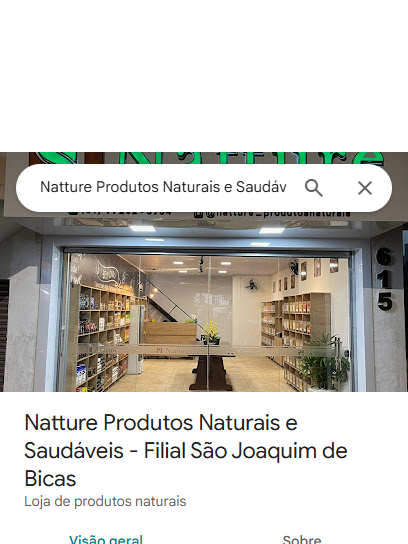 Natture
Natture Produtos Naturais e Saudáv
@natture_produtosnaturais
615
Natture Produtos Naturais e
Saudáveis - Filial São Joaquim de
Bicas
Loja de produtos naturais
Visão geral
Sobre